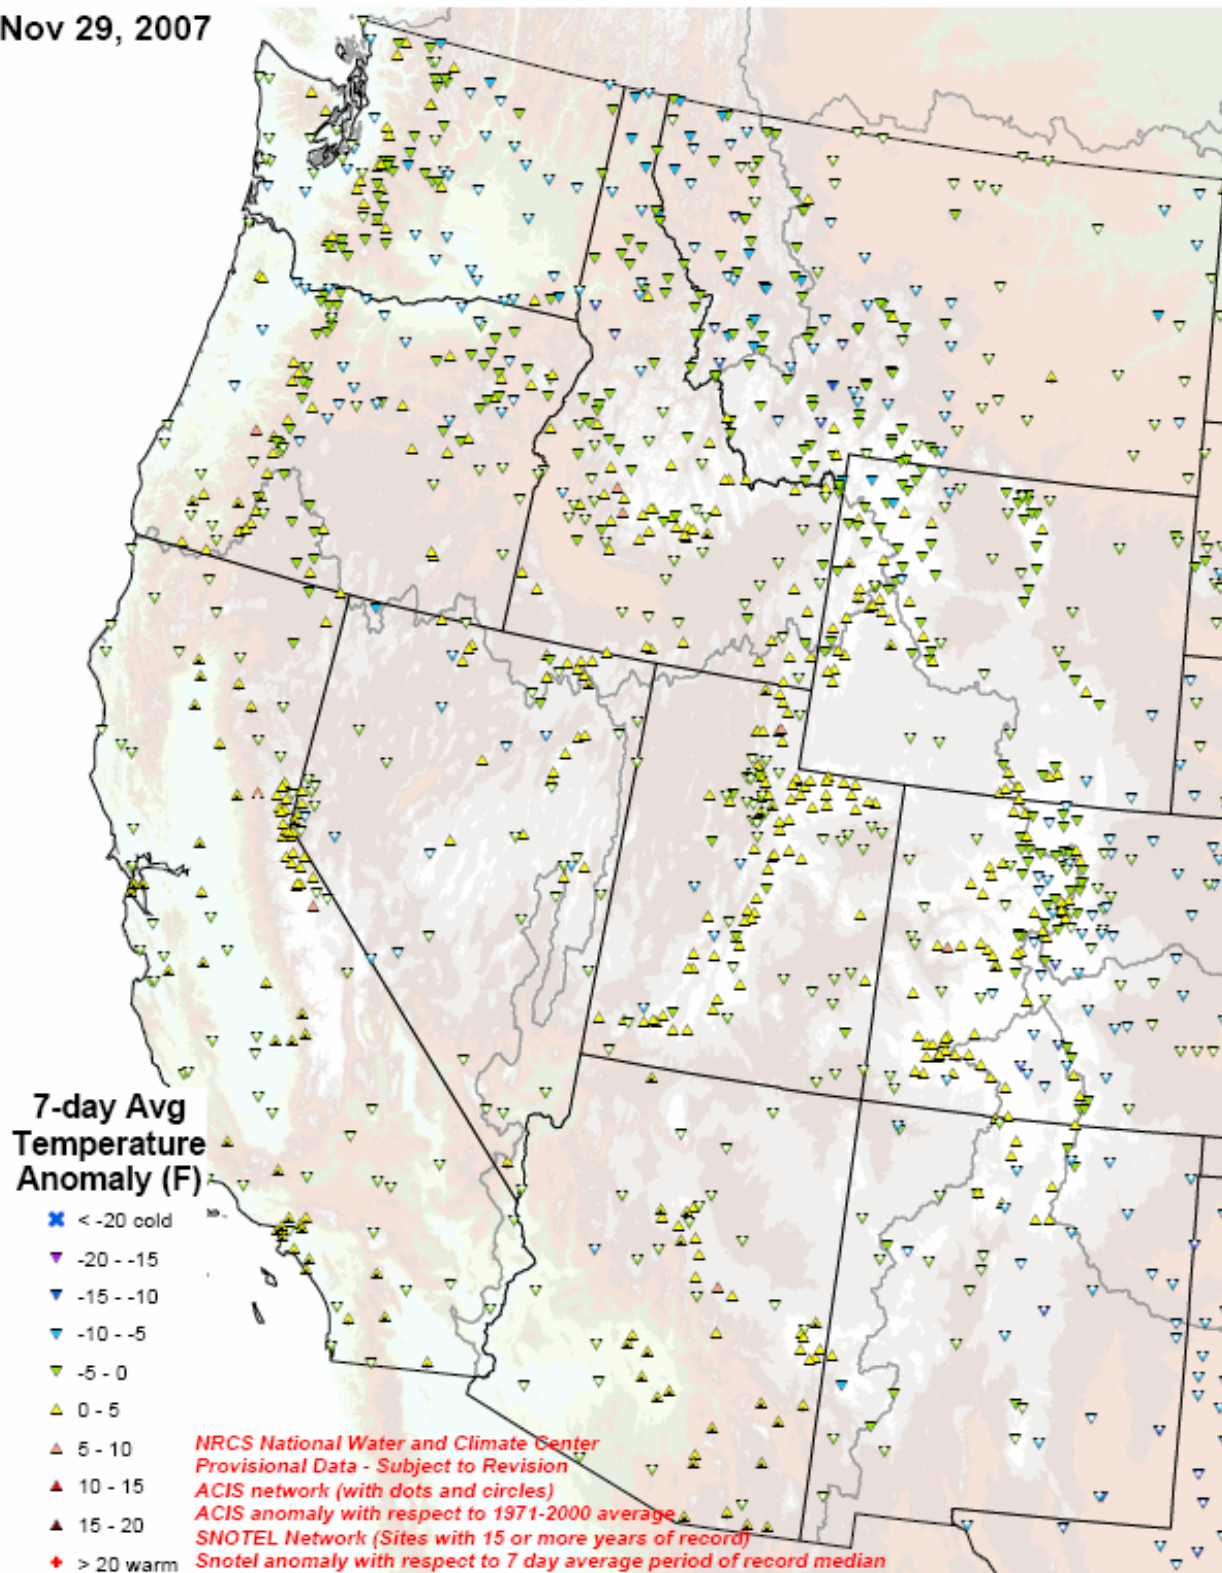 Nov 29, 2007
7-day Avg
Temperature
Anomaly (F)
< -20 cold
-20 - -15
-15 - -10
-10 - -5
-5 - 0
0 - 5
5 - 10
10 - 15
15 - 20
> 20 warm
NRCS National Water and Climate Center
Provisional Data - Subject to Revision
ACIS network (with dots and circles)
ACIS anomaly with respect to 1971-2000 average
SNOTEL Network (Sites with 15 or more years of record)
Snotel anomaly with respect to 7 day average period of record median